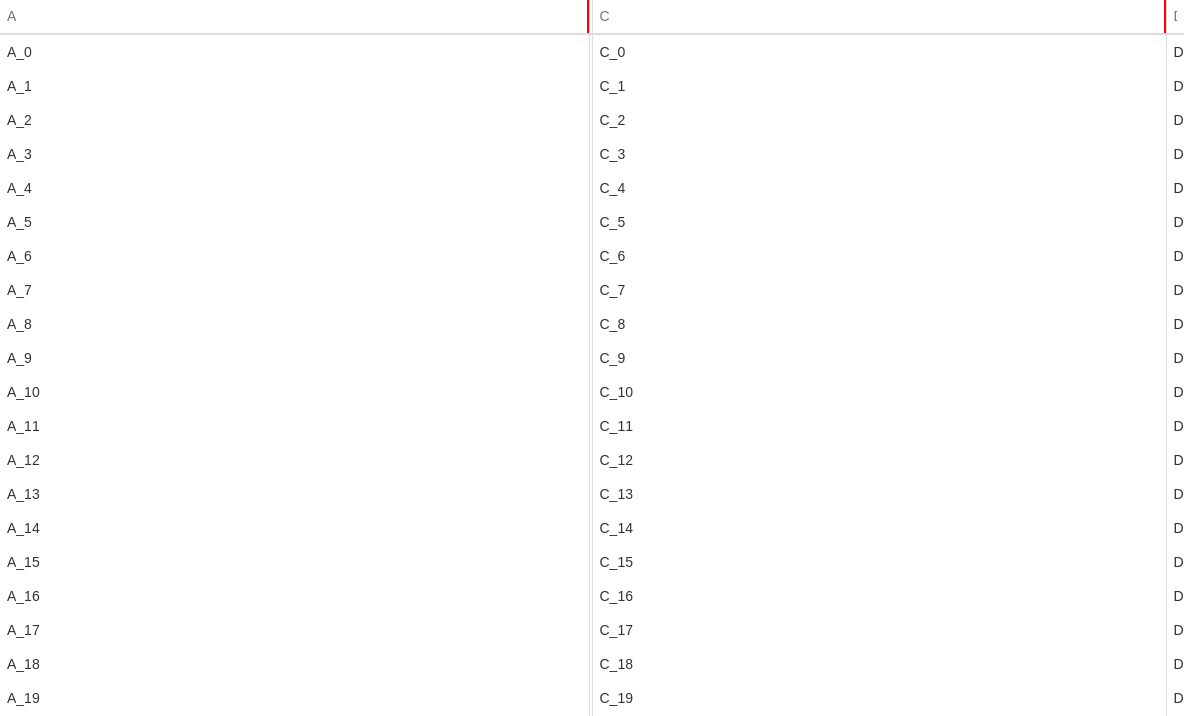 A C [
A_0 C_0 D
A_1 C_1 D
A_2 C_2 D
A_3 C_3 D
A_4 C_4 D
A_5 C_5 D
A_6 C_6 D
A_7 C_7 D
A_8 C_8 D
A_9 C_9 D
A_10 C_10 D
A_11 C_11 D
A_12 C_12 D
A_13 C_13 D
A_14 C_14 D
A_15 C_15 D
A_16 C_16 D
A_17 C_17 D
A_18 C_18 D
A_19 C_19 D